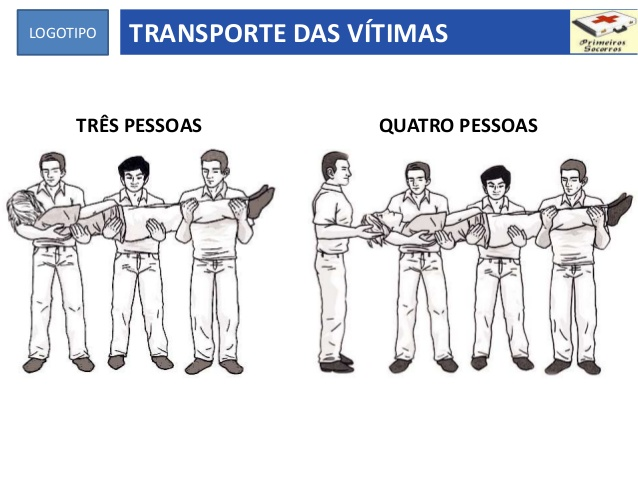 LOGOTIPO
TRANSPORTE DAS VÍTIMAS
Primeiros
Socorros
TRÊS PESSOAS
QUATRO PESSOAS